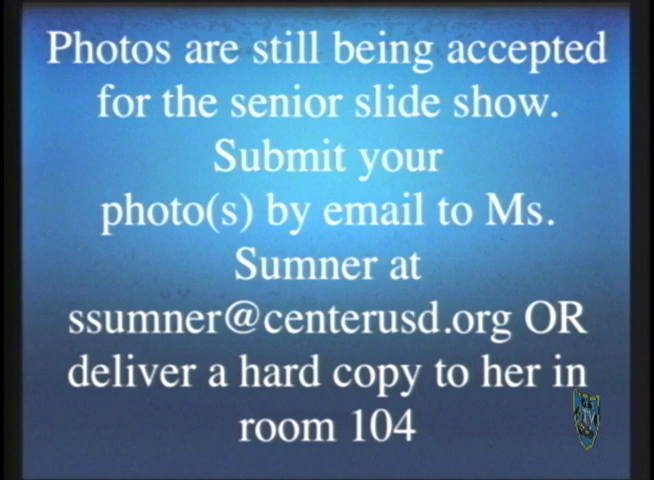 Photos are still being accepted
for the senior slide show.
Submit your
photo(s) by email to Ms.
Sumner at
ssumner@centerusd.org OR
deliver a hard copy to her in
room 104